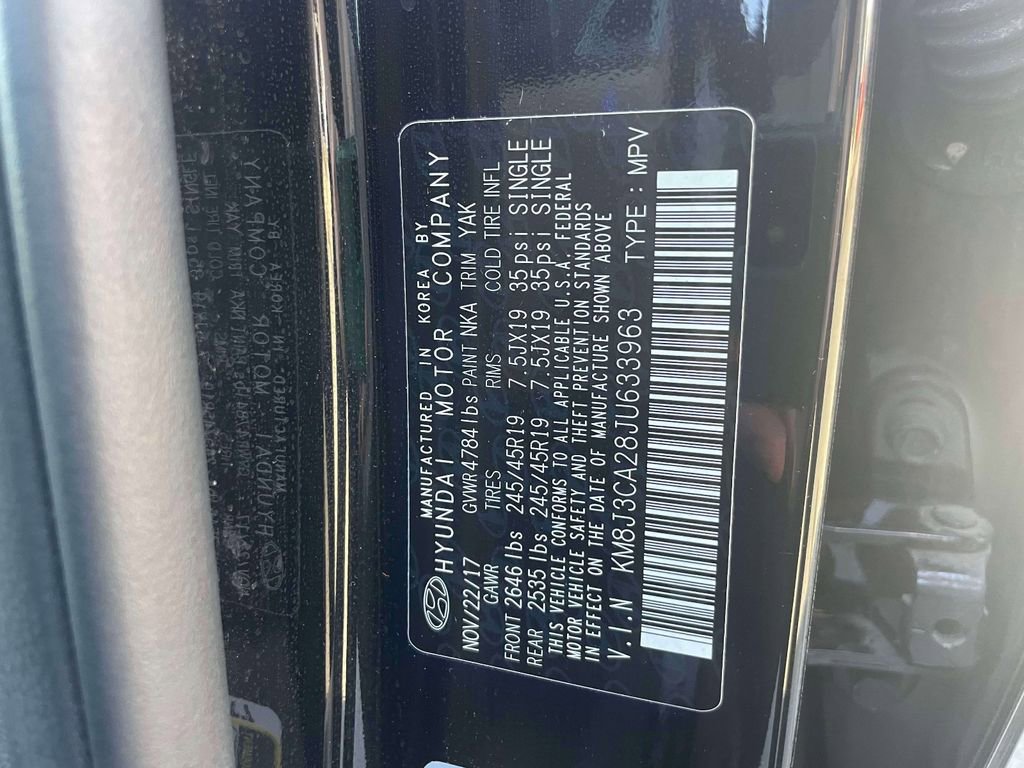 MANUFACTURED IN KOREA BY
HYUNDAI MOTOR COMPANY
NOV/22/17 GVWR4784 lbs PAINT NKA TRIM YAK
GAWR TIRES RIMS COLD TIRE INFL
FRONT 2646 lbs 245/45R19 7.5JX19 35psi SINGLE
REAR 2535 lbs 245/45R19 7.5JX19 35psi SINGLE
THIS VEHICLE CONFORMS TO ALL APPLICABLE U.S.A. FEDERAL
MOTOR VEHICLE SAFETY AND THEFT PREVENTION STANDARDS
IN EFFECT ON THE DATE OF MANUFACTURE SHOWN ABOVE
V.I.N KM8J3CA28JU633963 TYPE : MPV